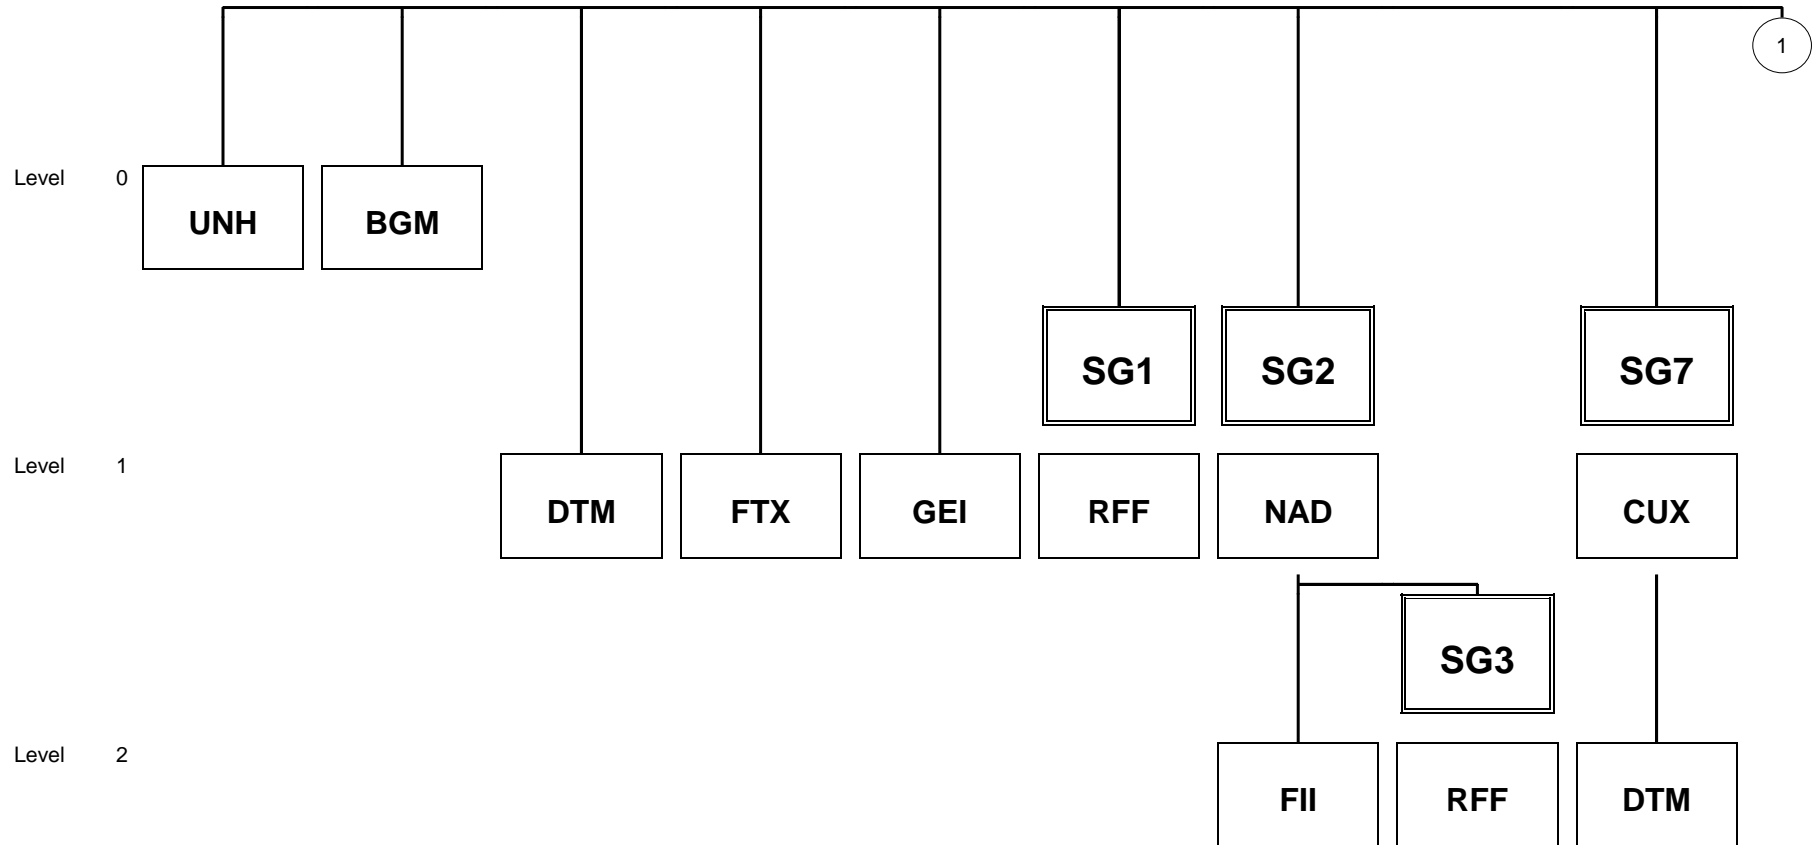 1
Level 0
UNH BGM
SG1 SG2 SG7
Level 1
DTM FTX GEI RFF NAD CUX
SG3
Level 2
FII RFF DTM